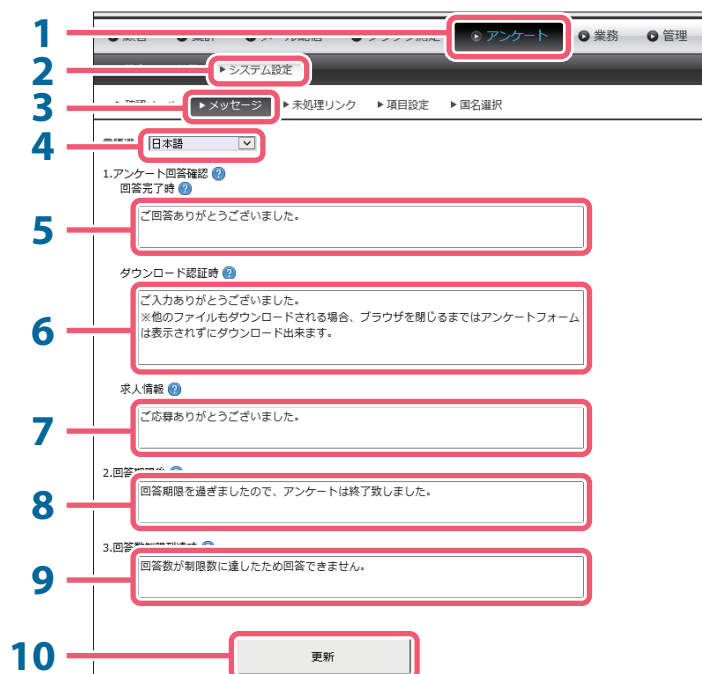 1
アンケート
業務
管理
2
システム設定
3
メッセージ
未処理リンク
項目設定
国名選択
4
日本語
1.アンケート回答確認
回答完了時
5
ご回答ありがとうございました。
ダウンロード認証時
6
ご入力ありがとうございました。
※他のファイルもダウンロードされる場合、ブラウザを閉じるまではアンケートフォーム
は表示されずにダウンロード出来ます。
求人情報
7
ご応募ありがとうございました。
8
回答期限を過ぎましたので、アンケートは終了致しました。
9
回答数が制限数に達したため回答できません。
10
更新